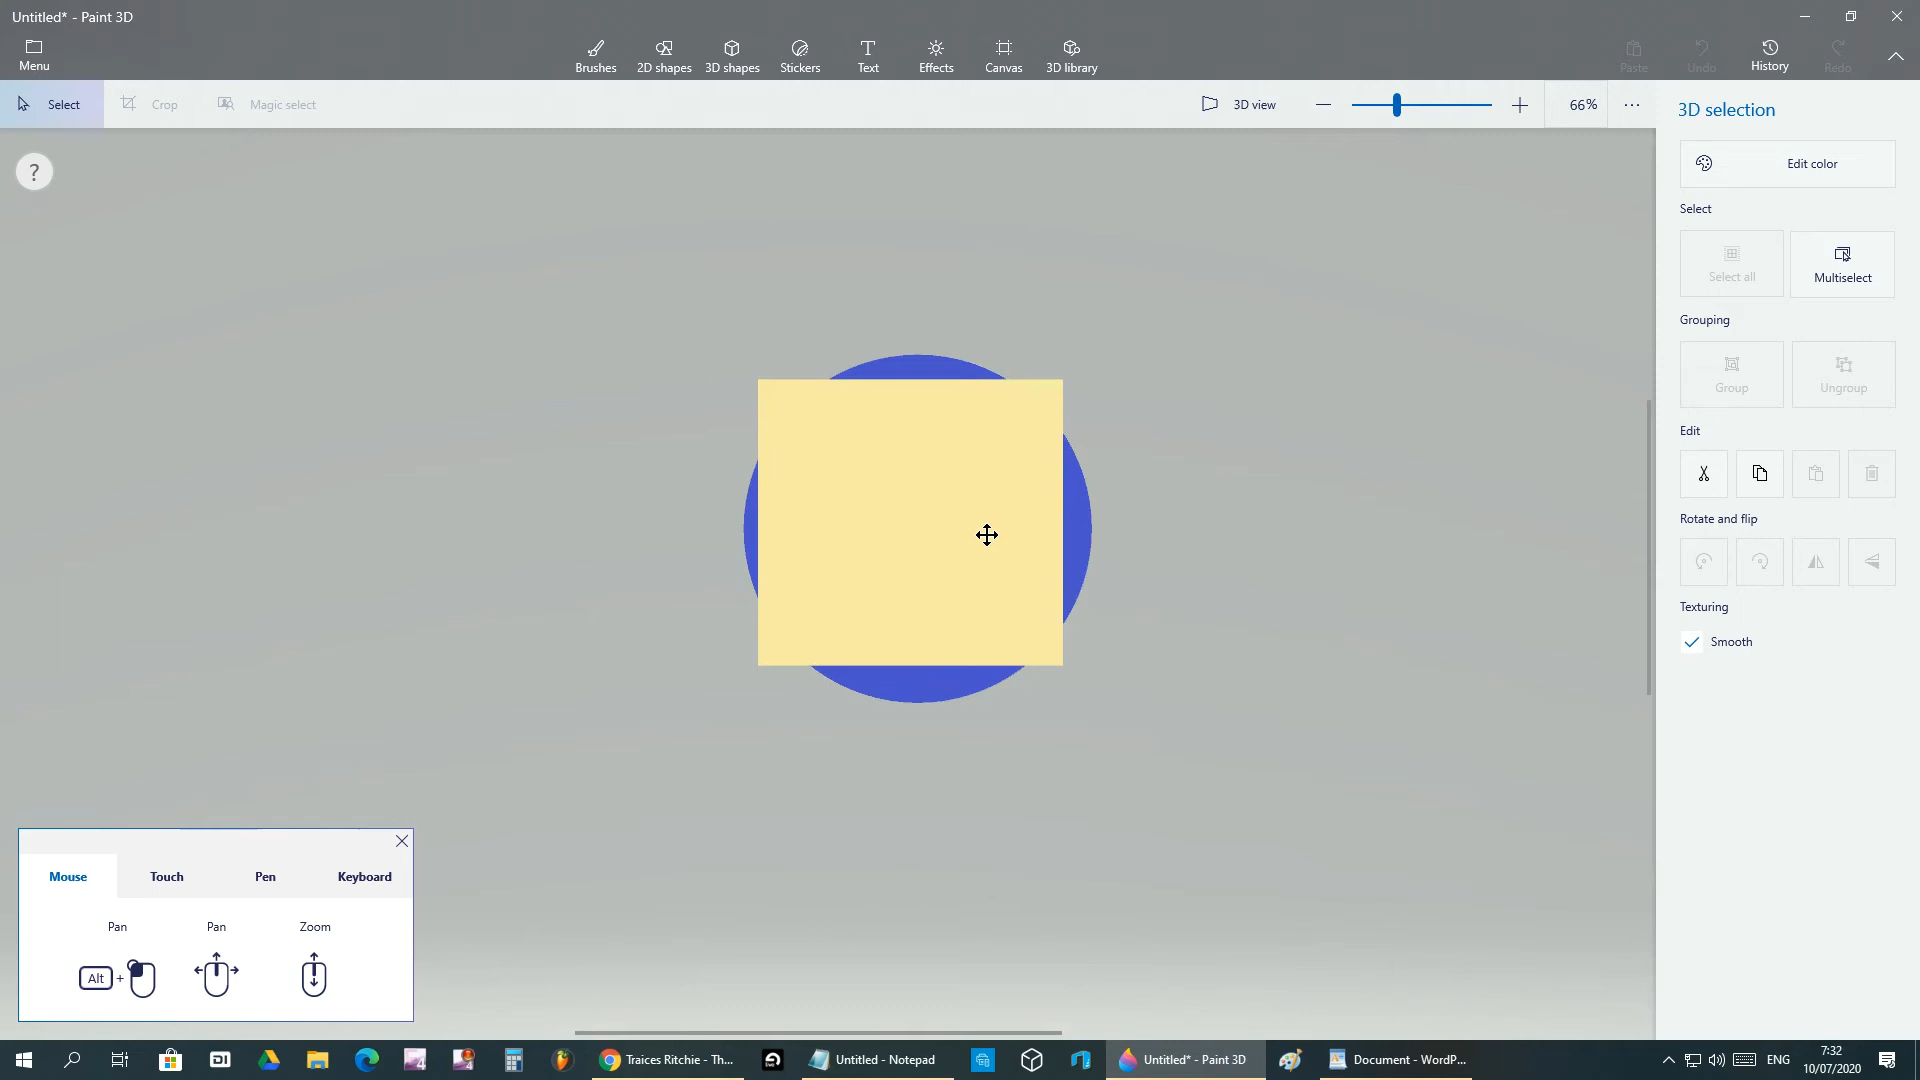 Untitled* - Paint 3D
Menu
Brushes
2D shapes
3D shapes
Stickers
Text
Effects
Canvas
3D library
Paste
Undo
History
Redo
Select
Crop
Magic select
3D view
66%
3D selection
?
Edit color
Select
Select all
Multiselect
Grouping
Group
Ungroup
Edit
Rotate and flip
Texturing
Smooth
Mouse
Touch
Pen
Keyboard
Pan
Pan
Zoom
Alt +
DI
Traices Ritchie - Th...
Untitled - Notepad
Untitled* - Paint 3D
Document - WordP...
ENG
7:32
10/07/2020